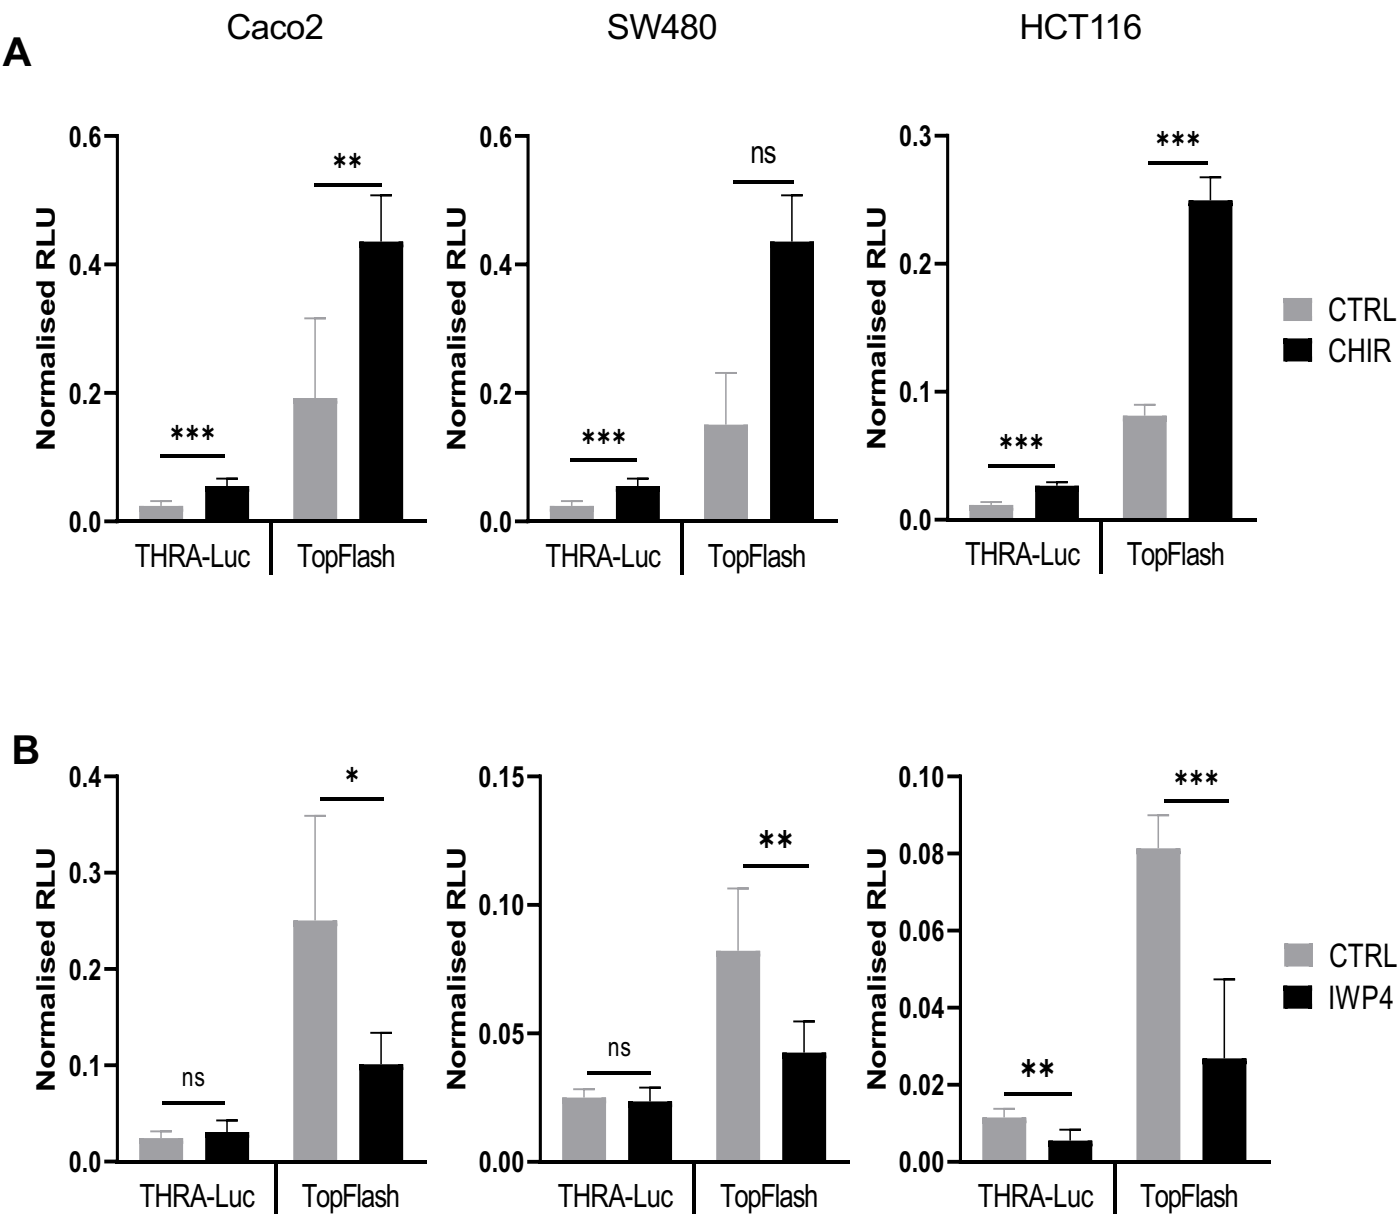 Caco2 SW480 HCT116
A
Normalised RLU
0.6
0.4
0.2
0.0
***
**
THRA-Luc TopFlash
Normalised RLU
0.6
0.4
0.2
0.0
***
ns
THRA-Luc TopFlash
Normalised RLU
0.3
0.2
0.1
0.0
***
***
THRA-Luc TopFlash
CTRL
CHIR
B
Normalised RLU
0.4
0.3
0.2
0.1
0.0
ns
*
THRA-Luc TopFlash
Normalised RLU
0.15
0.10
0.05
0.00
ns
**
THRA-Luc TopFlash
Normalised RLU
0.10
0.08
0.06
0.04
0.02
0.00
**
***
THRA-Luc TopFlash
CTRL
IWP4